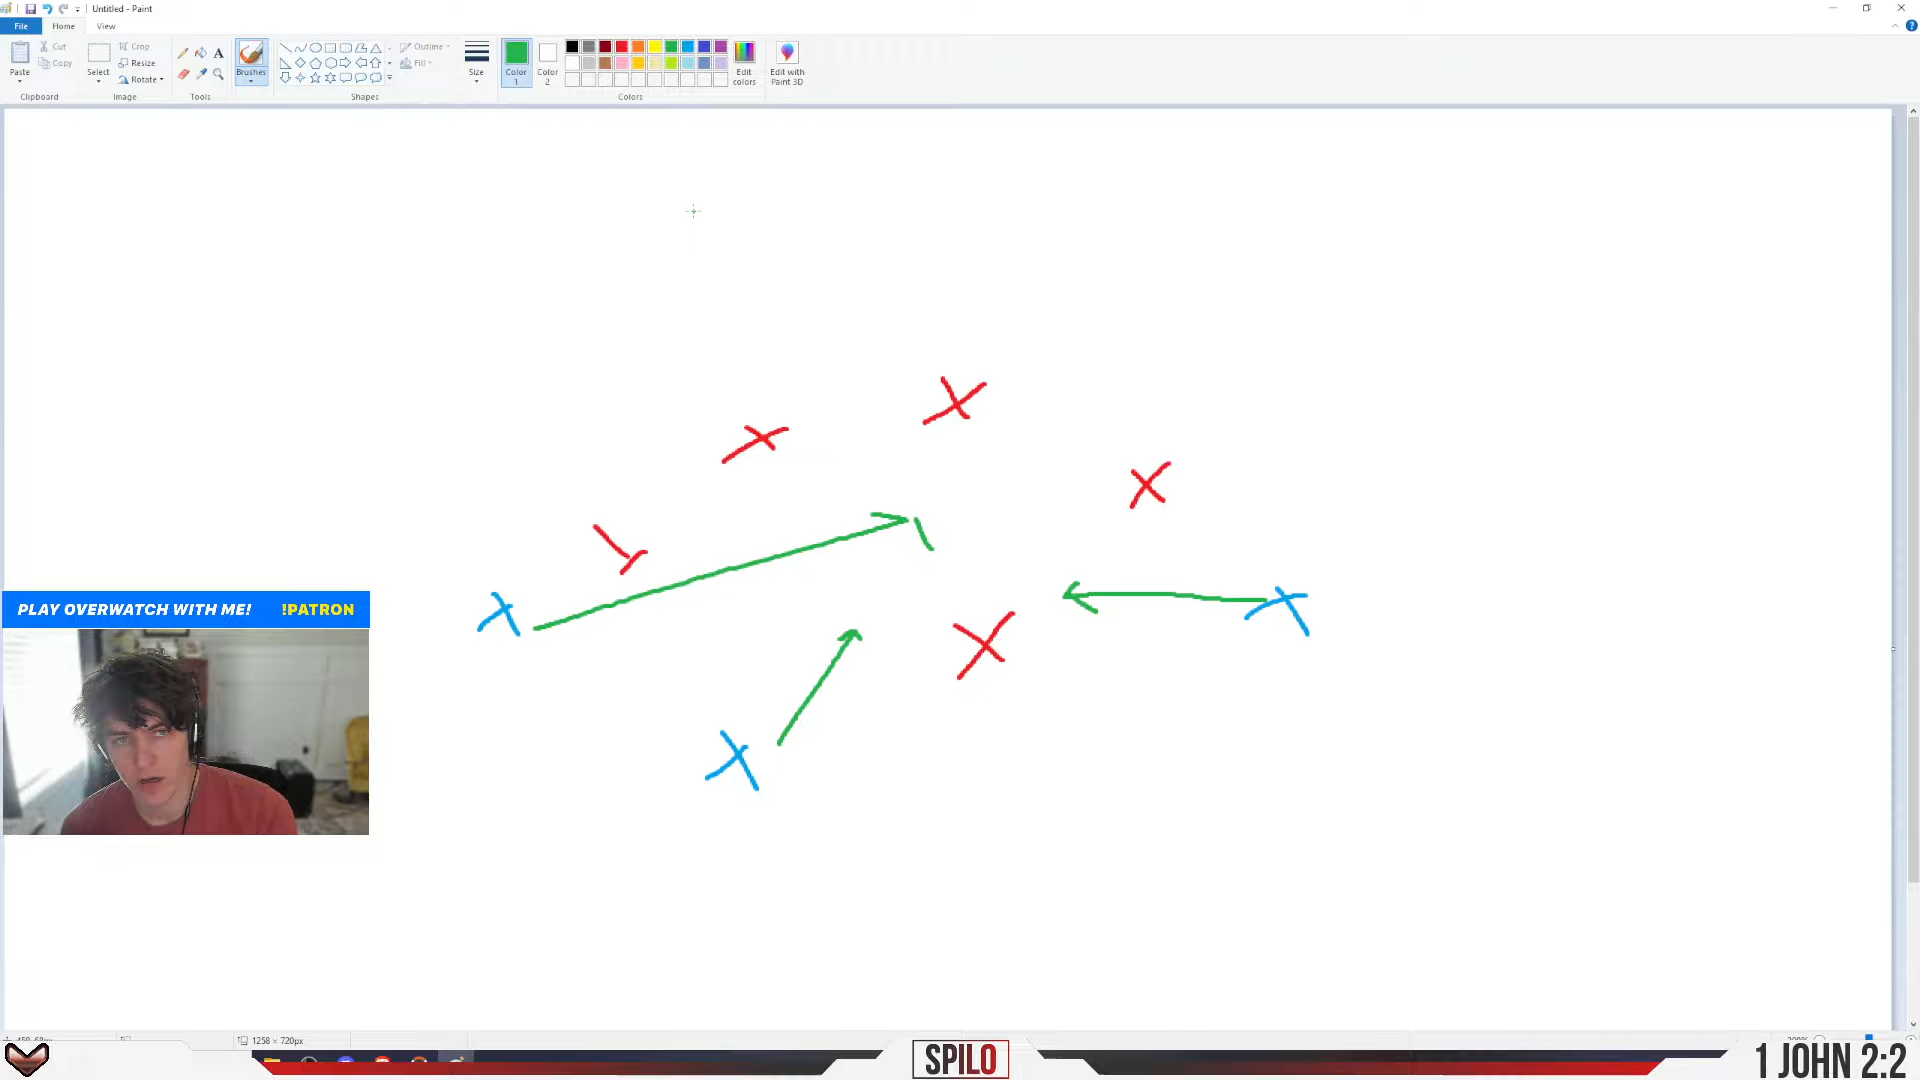 Untitled - Paint
File Home View
Paste
Cut
Copy
Clipboard
Select
Crop
Resize
Rotate
Image
Tools
Brushes
Outline
Fill
Shapes
Size
Color 1
Color 2
Edit colors
Edit with Paint 3D
Colors
PLAY OVERWATCH WITH ME! !PATRON
1258 × 720px
SPILO
1 JOHN 2:2